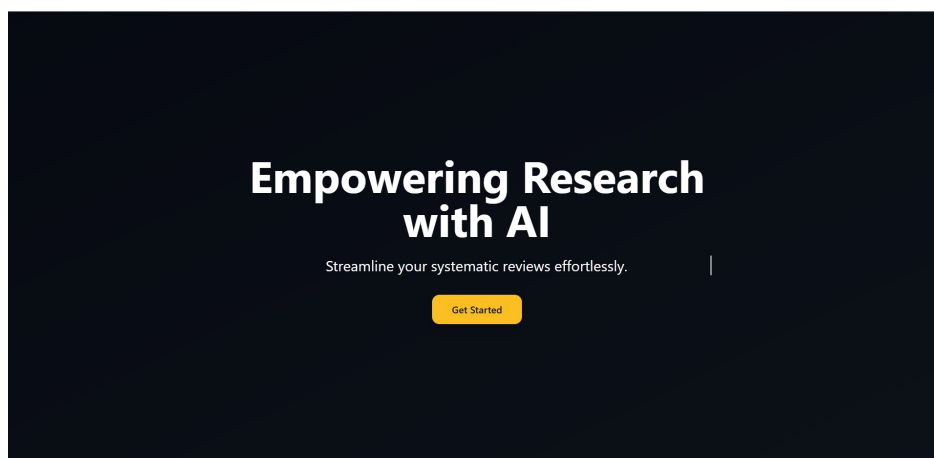 Empowering Research
with AI
Streamline your systematic reviews effortlessly.
Get Started